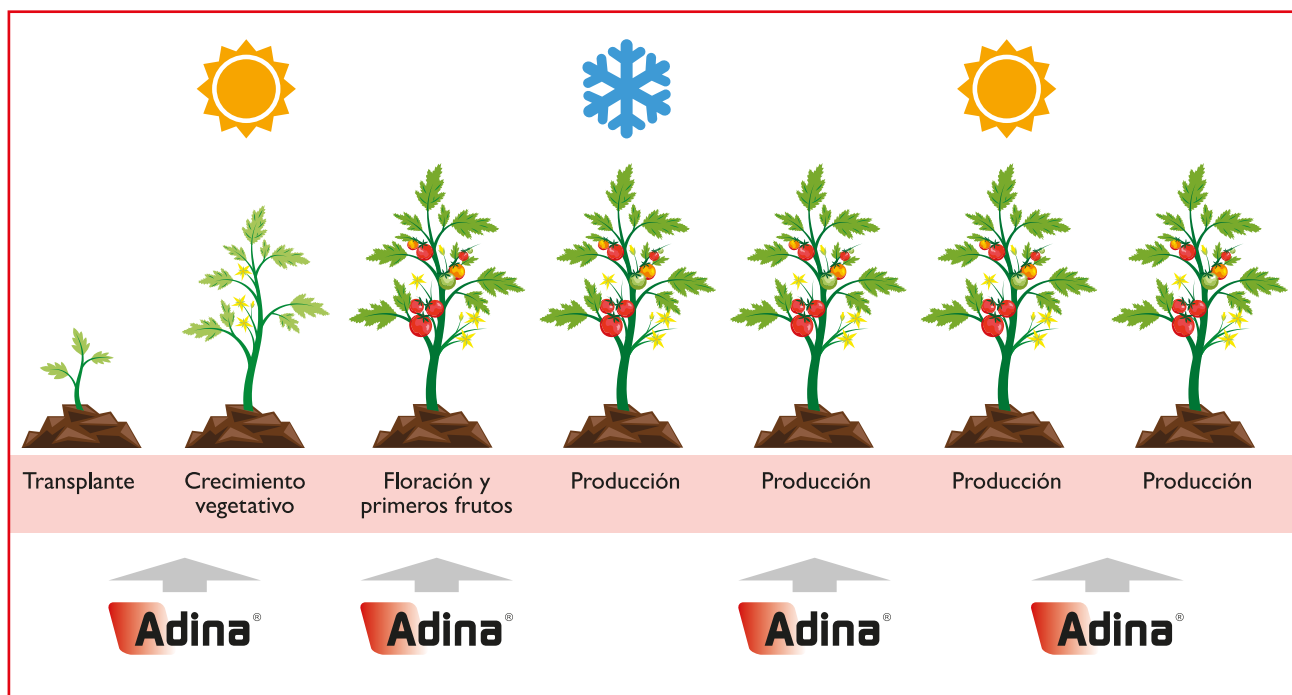 Transplante
Crecimiento
vegetativo
Floración y
primeros frutos
Producción
Producción
Producción
Producción
Adina®
Adina®
Adina®
Adina®